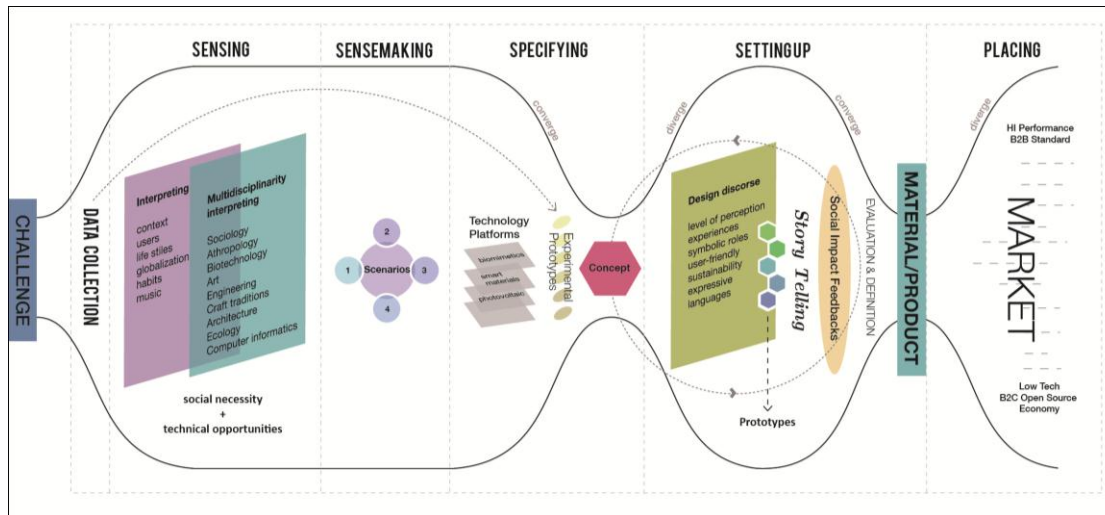 SENSING
SENSEMAKING
SPECIFYING
SETTINGUP
PLACING
CHALLENGE
DATA COLLECTION
Interpreting
context
users
life stiles
globalization
habits
music
Multidisciplinarity
interpreting
Sociology
Athropology
Biotechnology
Art
Engineering
Craft traditions
Architecture
Ecology
Computer informatics
social necessity
+
technical opportunities
2
1
Scenarios
3
4
Technology
Platforms
biomimetics
smart
materials
photovoltaic
Experimental
Prototypes
converge
Concept
diverge
Design discorse
level of perception
experiences
symbolic roles
user-friendly
sustainability
expressive
languages
Story Telling
Prototypes
Social Impact Feedbacks
converge
EVALUATION & DEFINITION
MATERIAL/PRODUCT
diverge
HI Performance
B2B Standard
MARKET
Low Tech
B2C Open Source
Economy